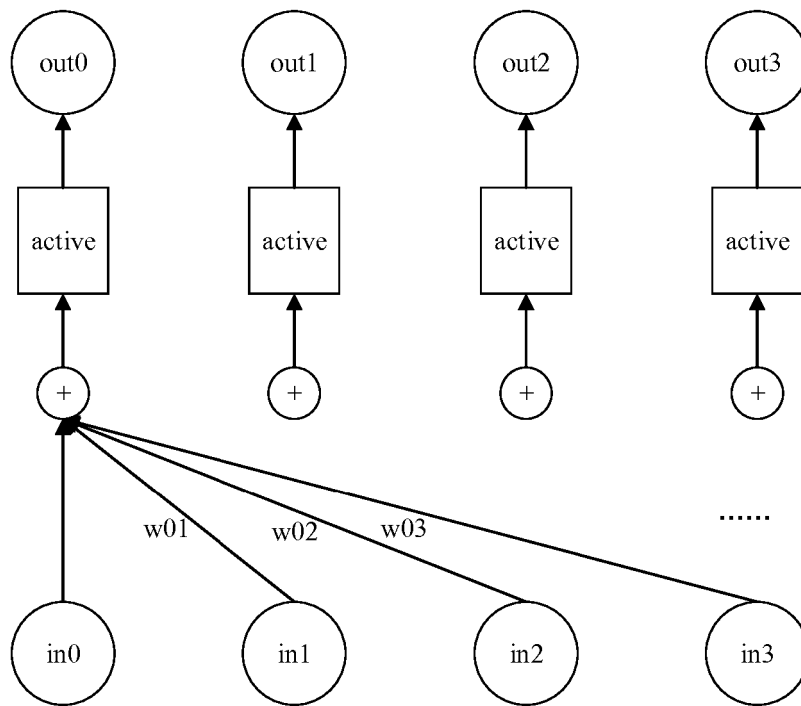 out0 out1 out2 out3
active active active active
+ + + +
w01 w02 w03 ......
in0 in1 in2 in3